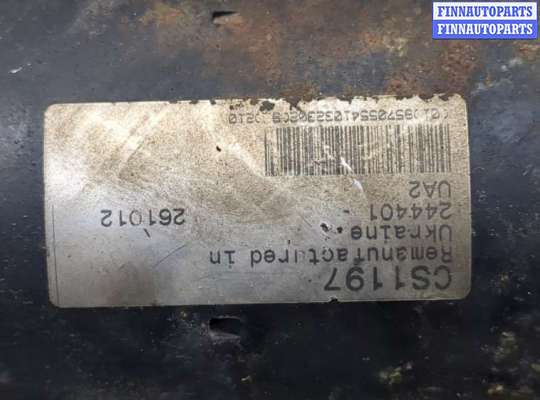 FINNAUTOPARTS
FINNAUTOPARTS
CS1197
Remanufactured in
Ukraine
244401
261012
UA2